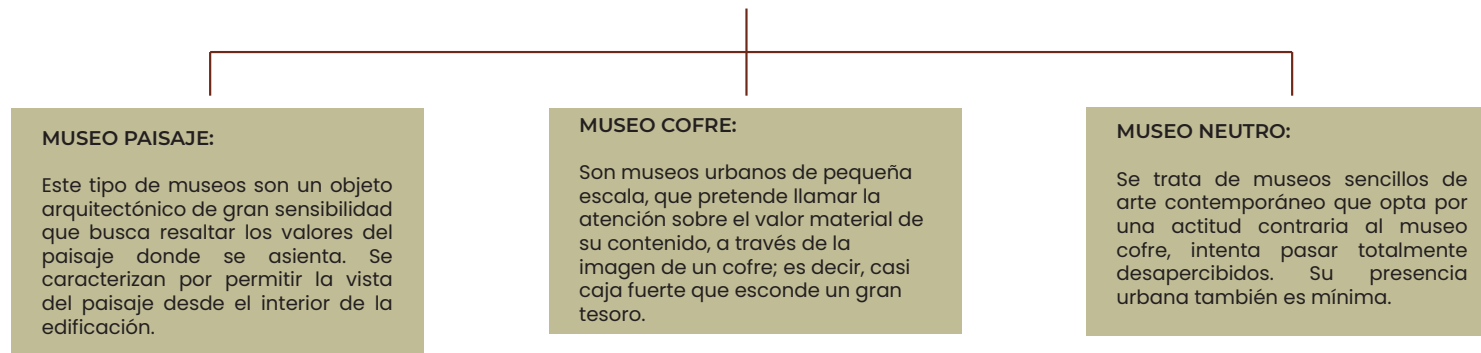 MUSEO PAISAJE:
Este tipo de museos son un objeto
arquitectónico de gran sensibilidad
que busca resaltar los valores del
paisaje donde se asienta. Se
caracterizan por permitir la vista
del paisaje desde el interior de la
edificación.
MUSEO COFRE:
Son museos urbanos de pequeña
escala, que pretende llamar la
atención sobre el valor material de
su contenido, a través de la
imagen de un cofre; es decir, casi
caja fuerte que esconde un gran
tesoro.
MUSEO NEUTRO:
Se trata de museos sencillos de
arte contemporáneo que opta por
una actitud contraria al museo
cofre, intenta pasar totalmente
desapercibidos. Su presencia
urbana también es mínima.